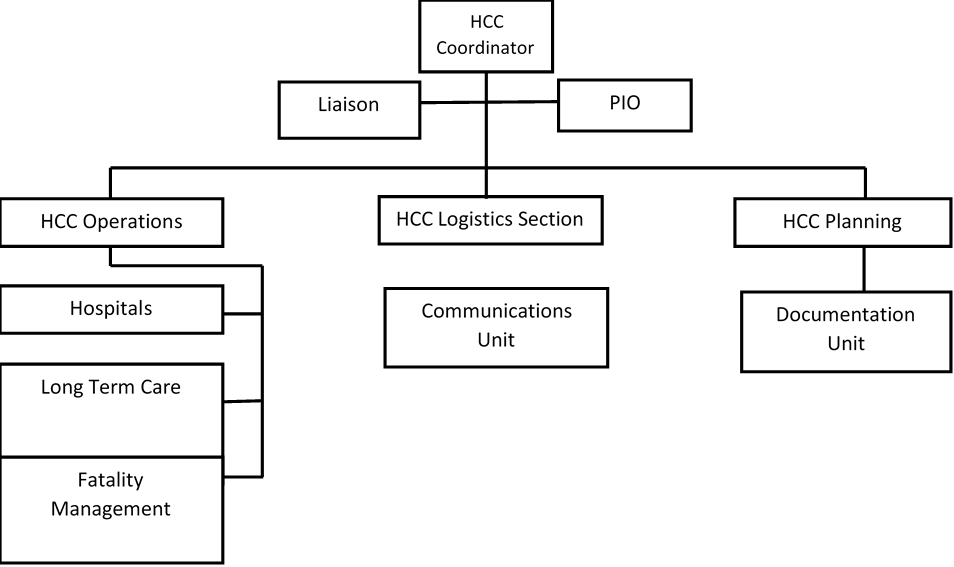 HCC
Coordinator
Liaison
PIO
HCC Operations
HCC Logistics Section
HCC Planning
Hospitals
Communications
Unit
Documentation
Unit
Long Term Care
Fatality
Management